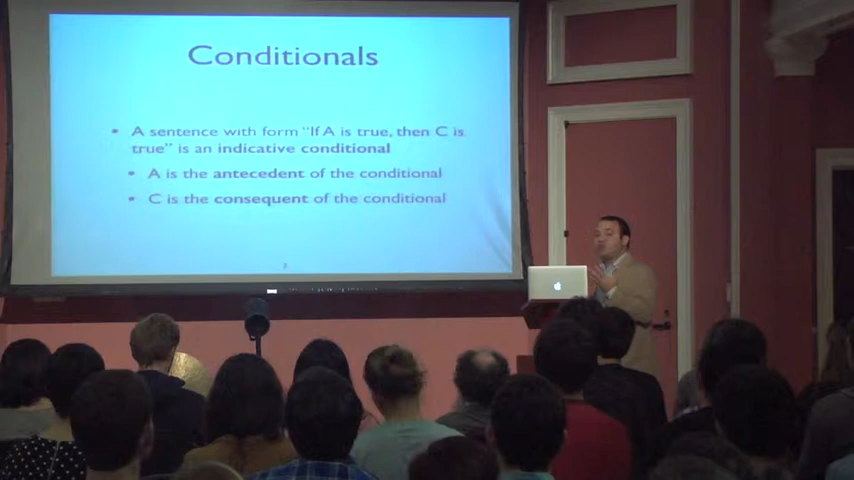 Conditionals
• A sentence with form "If A is true, then C is
true" is an indicative conditional
• A is the antecedent of the conditional
• C is the consequent of the conditional